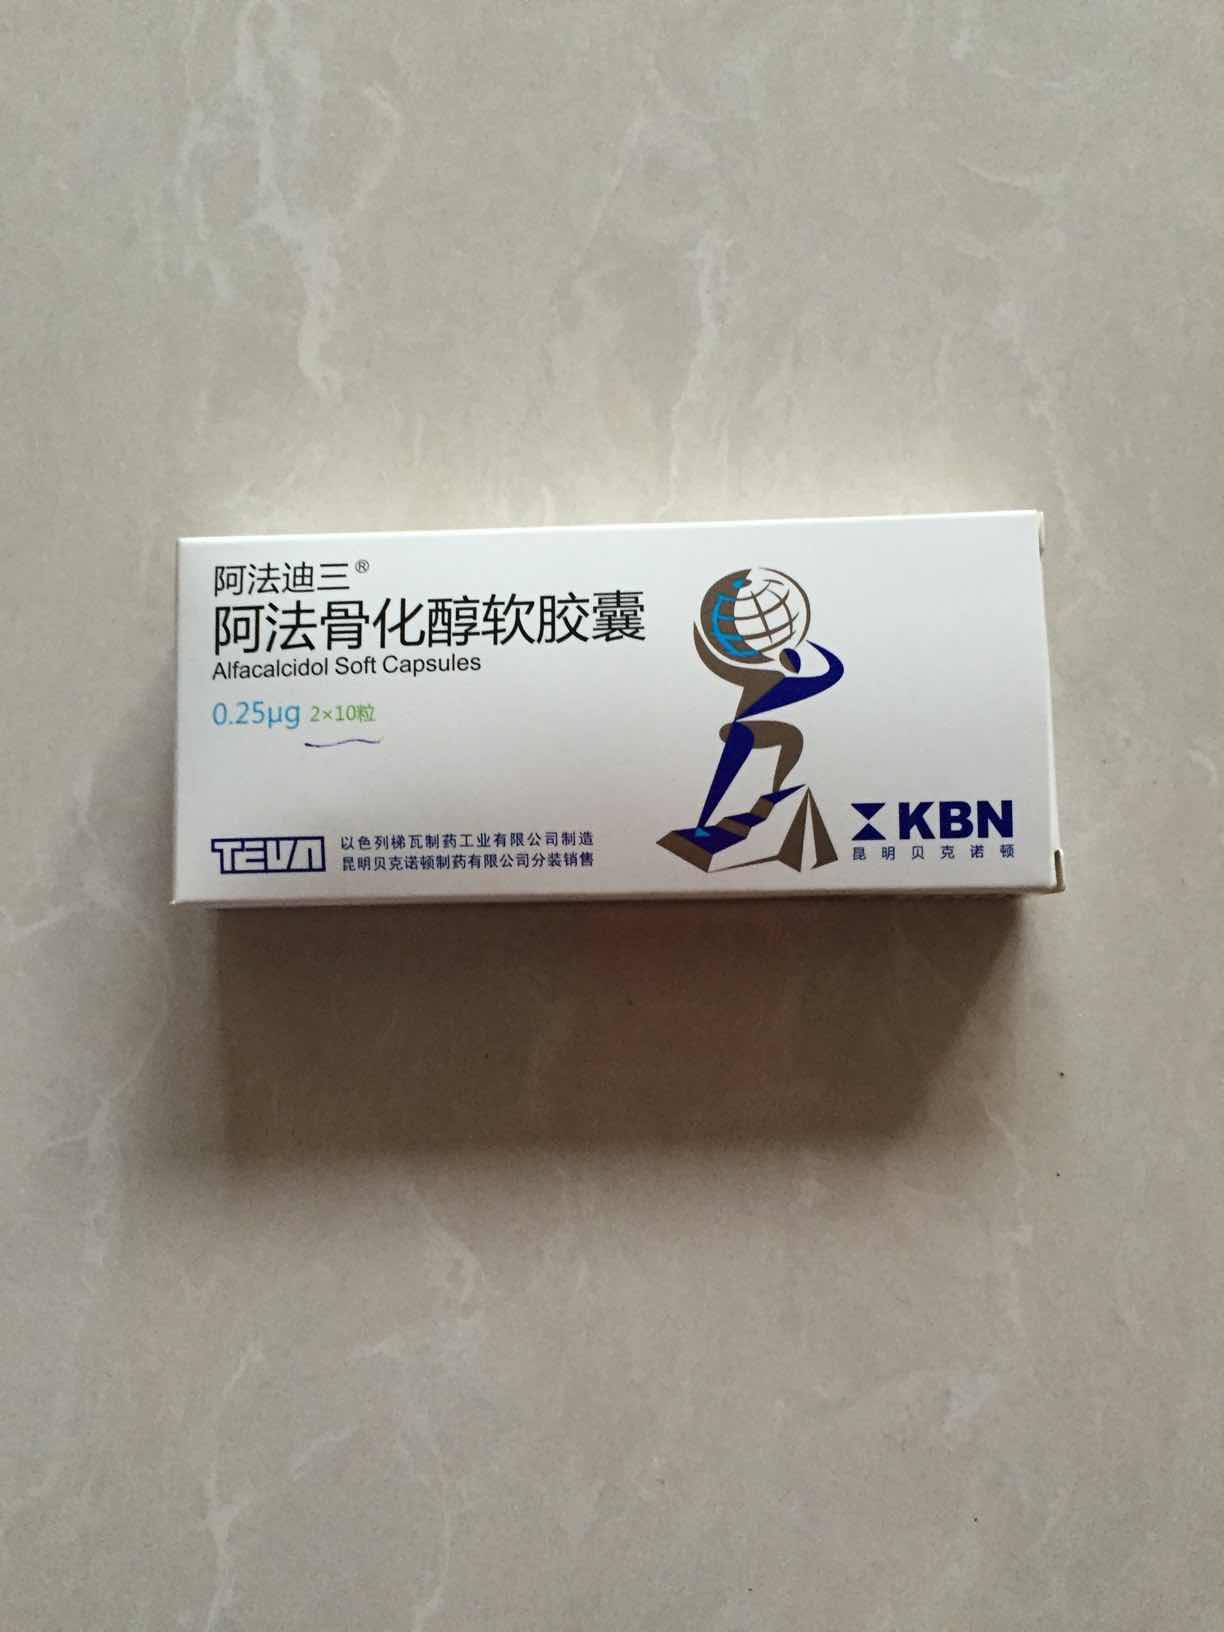 阿法迪三®
阿法骨化醇软胶囊
Alfacalcidol Soft Capsules
0.25µg 2×10粒
TEVA
以色列梯瓦制药工业有限公司制造
昆明贝克诺顿制药有限公司分装销售
KBN
昆明贝克诺顿